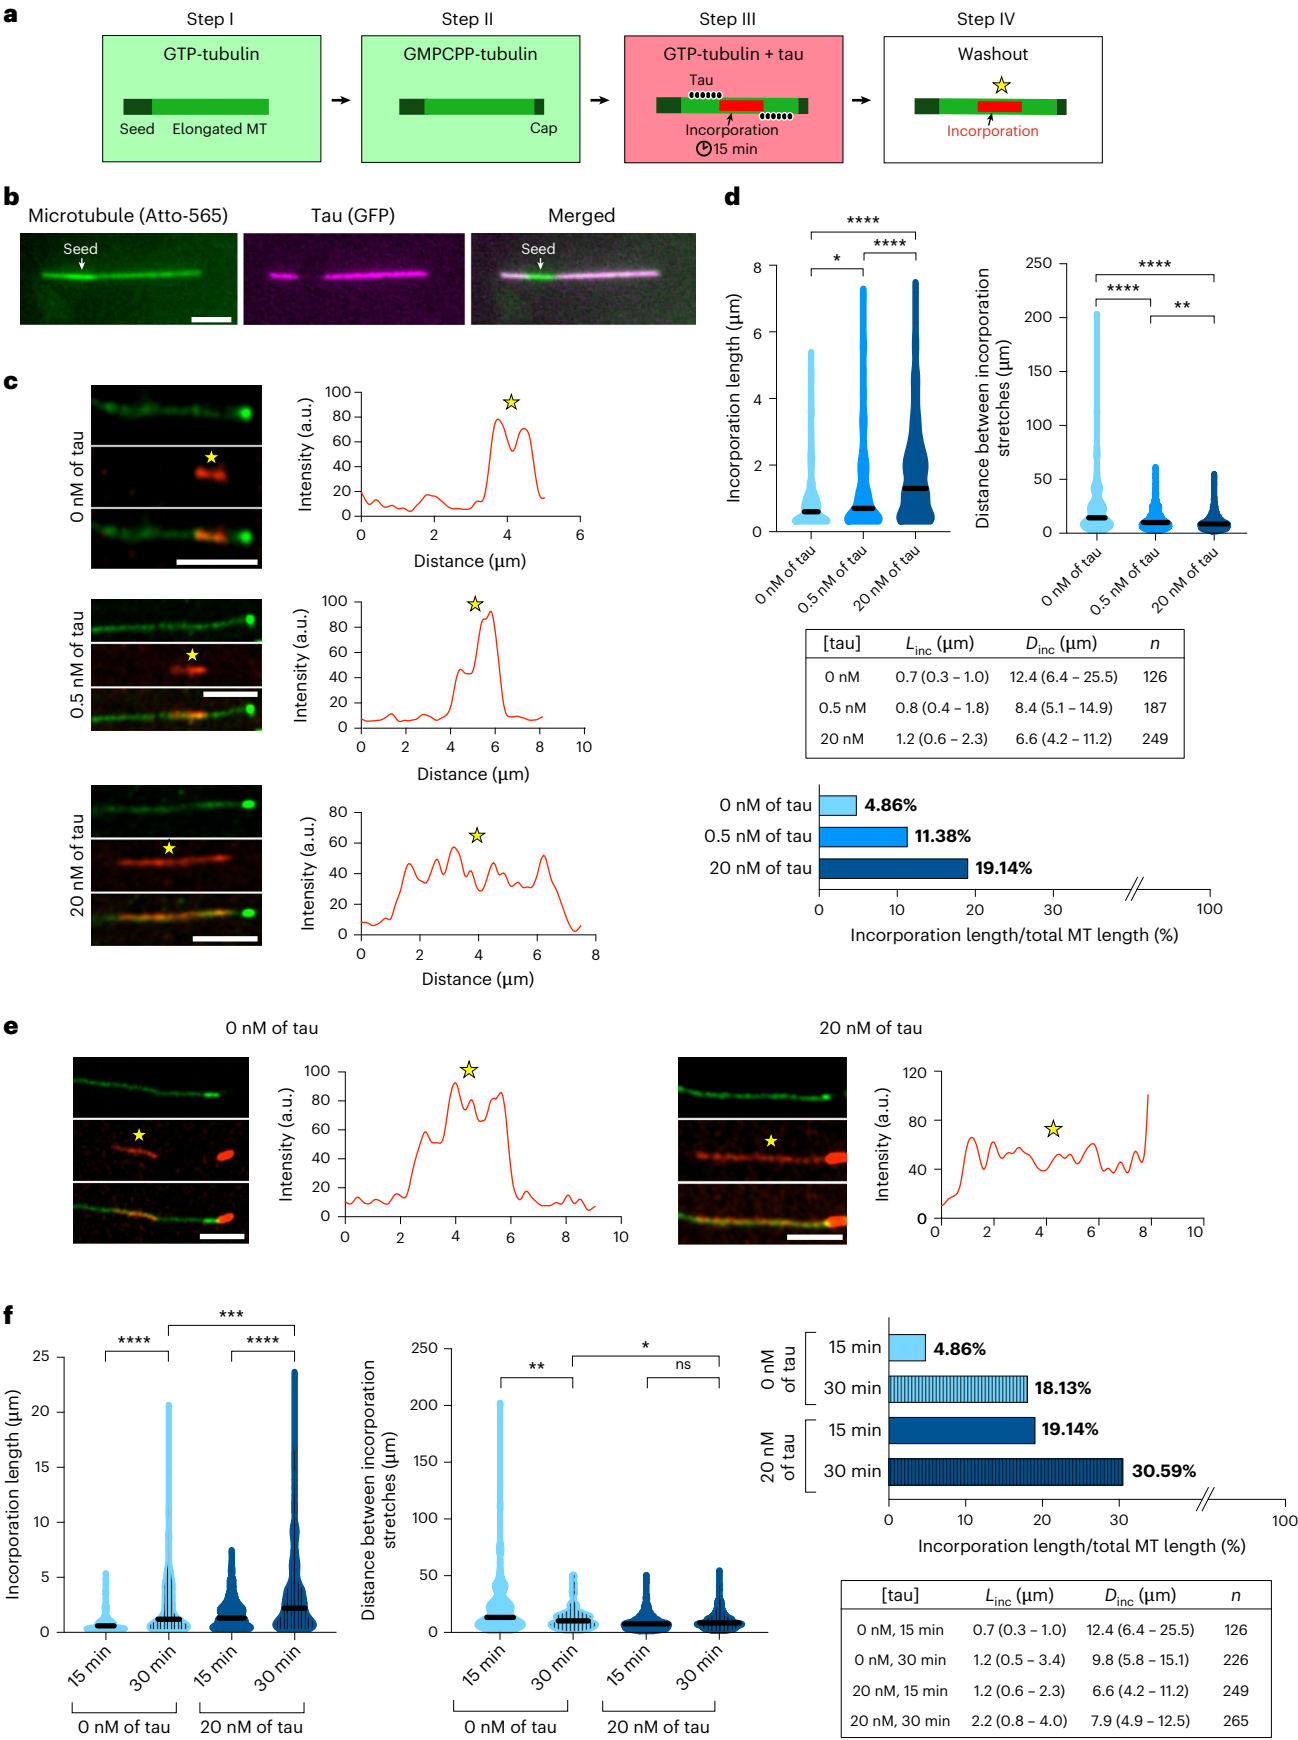 a
Step I
Step II
Step III
Step IV
GTP-tubulin
GMPCPP-tubulin
GTP-tubulin + tau
Washout
Tau
Seed
Elongated MT
Cap
Incorporation
15 min
Incorporation
b
Microtubule (Atto-565)
Tau (GFP)
Merged
Seed
Seed
c
0 nM of tau
Intensity (a.u.)
100
80
60
40
20
0
0 2 4 6
Distance (μm)
0.5 nM of tau
Intensity (a.u.)
100
80
60
40
20
0
0 2 4 6 8 10
Distance (μm)
20 nM of tau
Intensity (a.u.)
80
60
40
20
0
0 2 4 6 8
Distance (μm)
d
****
* ****
Incorporation length (μm)
8
6
4
2
0
0 nM of tau
0.5 nM of tau
20 nM of tau
****
**** **
Distance between incorporation
stretches (μm)
250
200
150
100
50
0
0 nM of tau
0.5 nM of tau
20 nM of tau
[tau] Linc (μm) Dinc (μm) n
0 nM 0.7 (0.3 – 1.0) 12.4 (6.4 – 25.5) 126
0.5 nM 0.8 (0.4 – 1.8) 8.4 (5.1 – 14.9) 187
20 nM 1.2 (0.6 – 2.3) 6.6 (4.2 – 11.2) 249
0 nM of tau 4.86%
0.5 nM of tau 11.38%
20 nM of tau 19.14%
0 10 20 30 100
Incorporation length/total MT length (%)
e
0 nM of tau
20 nM of tau
Intensity (a.u.)
100
80
60
40
20
0
0 2 4 6 8 10
Intensity (a.u.)
120
80
40
0
0 2 4 6 8 10
f
***
**** ****
Incorporation length (μm)
25
20
15
10
5
0
15 min
30 min
15 min
30 min
0 nM of tau
20 nM of tau
*
** ns
Distance between incorporation
stretches (μm)
250
200
150
100
50
0
15 min
30 min
15 min
30 min
0 nM of tau
20 nM of tau
0 nM
of tau
15 min 4.86%
30 min 18.13%
20 nM
of tau
15 min 19.14%
30 min 30.59%
0 10 20 30 100
Incorporation length/total MT length (%)
[tau] Linc (μm) Dinc (μm) n
0 nM, 15 min 0.7 (0.3 – 1.0) 12.4 (6.4 – 25.5) 126
0 nM, 30 min 1.2 (0.5 – 3.4) 9.8 (5.8 – 15.1) 226
20 nM, 15 min 1.2 (0.6 – 2.3) 6.6 (4.2 – 11.2) 249
20 nM, 30 min 2.2 (0.8 – 4.0) 7.9 (4.9 – 12.5) 265